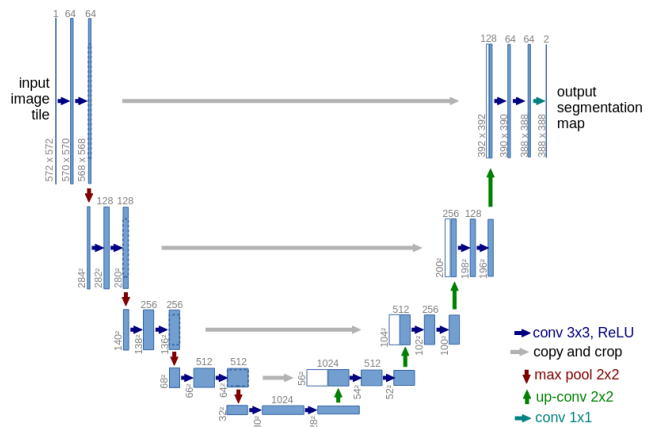 1 64 64
128 64 64 2
input
image
tile
output
segmentation
map
572 x 572
570 x 570
568 x 568
392 x 392
390 x 390
388 x 388
388 x 388
128 128
256 128
284²
282²
280²
200²
198²
196²
256 256
512 256
140²
138²
136²
104²
102²
100²
512 512
1024 512
68²
66²
64²
56²
54²
52²
1024
32²
conv 3x3, ReLU
copy and crop
max pool 2x2
up-conv 2x2
conv 1x1